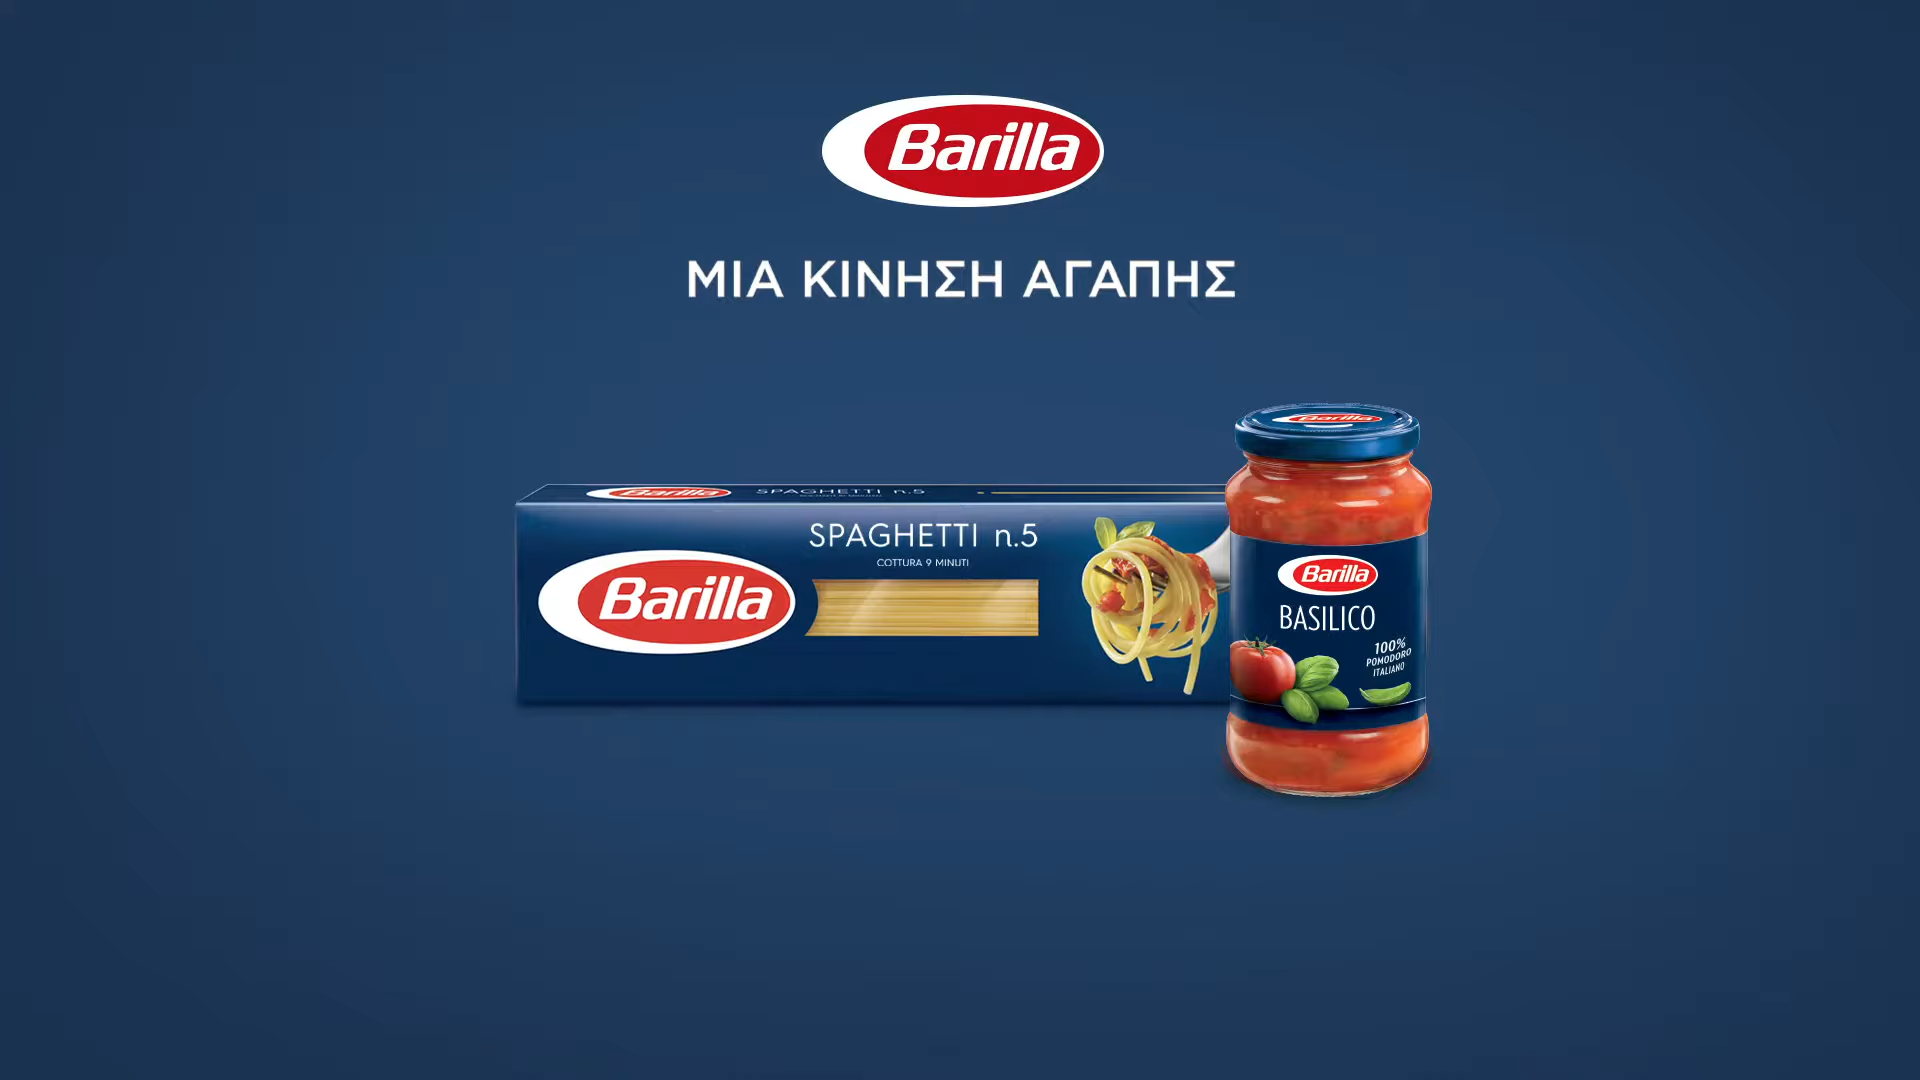 Barilla
ΜΙΑ ΚΙΝΗΣΗ ΑΓΑΠΗΣ
Barilla
Barilla SPAGHETTI n.5
SPAGHETTI n.5
COTTURA 9 MINUTI
Barilla
Barilla
BASILICO
100%
POMODORO
ITALIANO